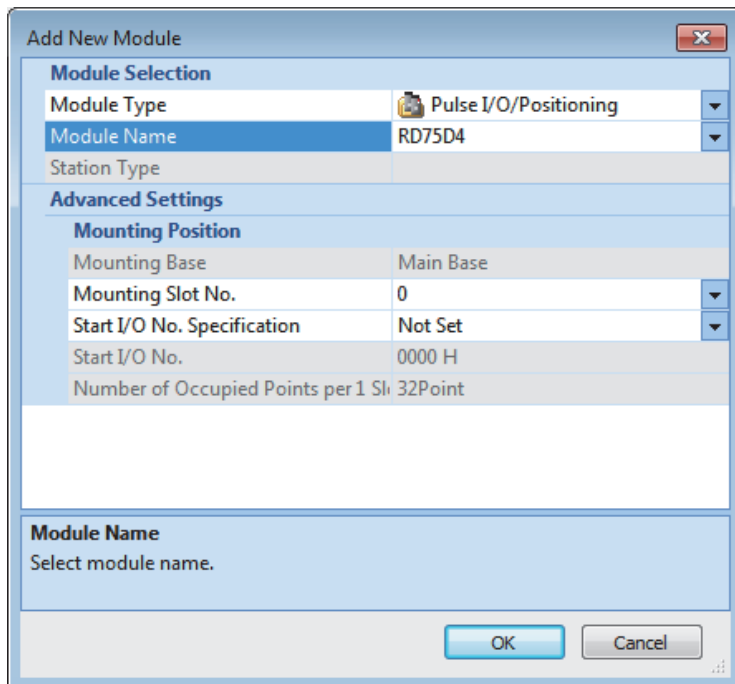 Add New Module
Module Selection
Module Type Pulse I/O/Positioning
Module Name RD75D4
Station Type
Advanced Settings
Mounting Position
Mounting Base Main Base
Mounting Slot No. 0
Start I/O No. Specification Not Set
Start I/O No. 0000 H
Number of Occupied Points per 1 Sl 32Point
Module Name
Select module name.
OK Cancel